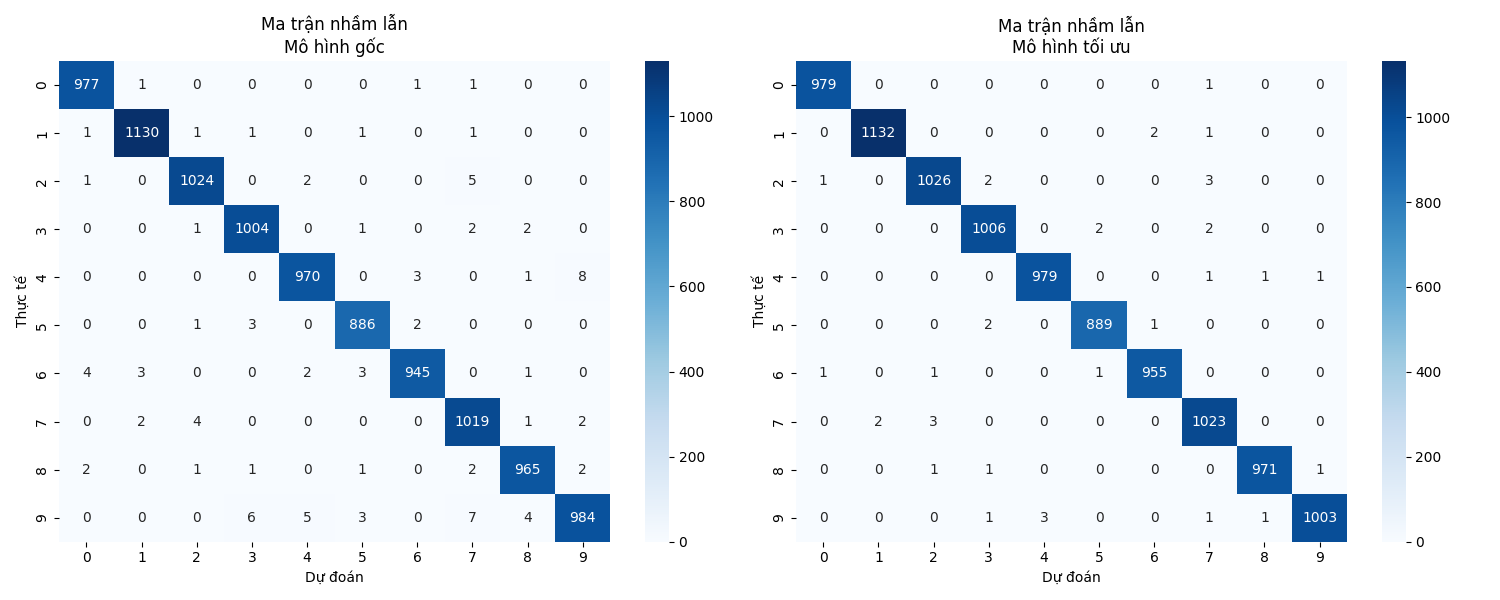 Ma trận nhầm lẫn
Mô hình gốc
0 977 1 0 0 0 0 1 1 0 0
1 1 1130 1 1 0 1 0 1 0 0
2 1 0 1024 0 2 0 0 5 0 0
3 0 0 1 1004 0 1 0 2 2 0
4 0 0 0 0 970 0 3 0 1 8
5 0 0 1 3 0 886 2 0 0 0
6 4 3 0 0 2 3 945 0 1 0
7 0 2 4 0 0 0 0 1019 1 2
8 2 0 1 1 0 1 0 2 965 2
9 0 0 0 6 5 3 0 7 4 984
0 1 2 3 4 5 6 7 8 9
Dự đoán
Thực tế
1000
800
600
400
200
0
Ma trận nhầm lẫn
Mô hình tối ưu
0 979 0 0 0 0 0 0 1 0 0
1 0 1132 0 0 0 0 2 1 0 0
2 1 0 1026 2 0 0 0 3 0 0
3 0 0 0 1006 0 2 0 2 0 0
4 0 0 0 0 979 0 0 1 1 1
5 0 0 0 2 0 889 1 0 0 0
6 1 0 1 0 0 1 955 0 0 0
7 0 2 3 0 0 0 0 1023 0 0
8 0 0 1 1 0 0 0 0 971 1
9 0 0 0 1 3 0 0 1 1 1003
0 1 2 3 4 5 6 7 8 9
Dự đoán
Thực tế
1000
800
600
400
200
0